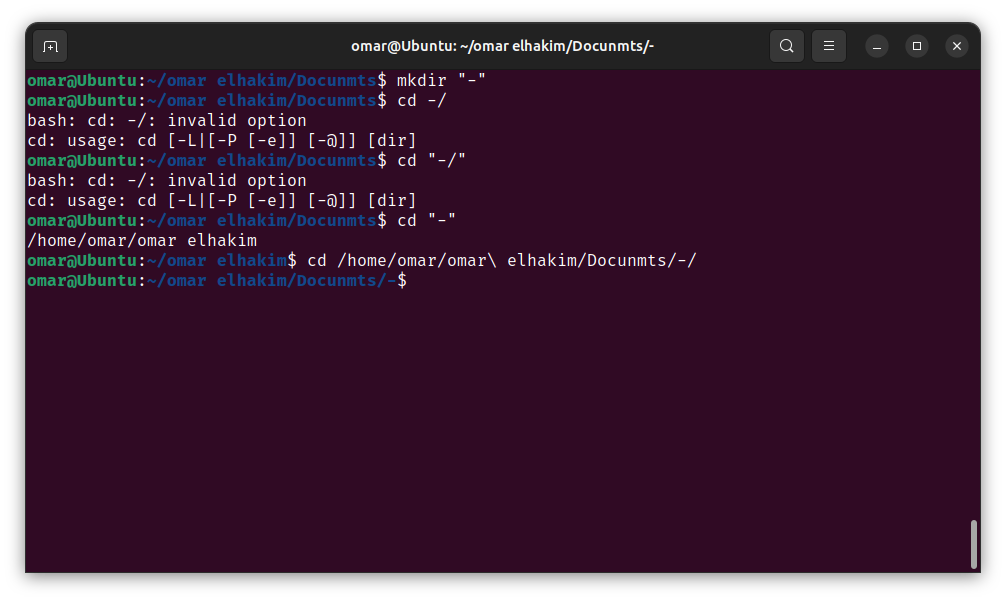 omar@Ubuntu: ~/omar elhakim/Docunmts/-
omar@Ubuntu:~/omar elhakim/Docunmts$ mkdir "-"
omar@Ubuntu:~/omar elhakim/Docunmts$ cd -/
bash: cd: -/: invalid option
cd: usage: cd [-L|[-P [-e]] [-@]] [dir]
omar@Ubuntu:~/omar elhakim/Docunmts$ cd "-/"
bash: cd: -/: invalid option
cd: usage: cd [-L|[-P [-e]] [-@]] [dir]
omar@Ubuntu:~/omar elhakim/Docunmts$ cd "-"
/home/omar/omar elhakim
omar@Ubuntu:~/omar elhakim$ cd /home/omar/omar\ elhakim/Docunmts/-/
omar@Ubuntu:~/omar elhakim/Docunmts/-$